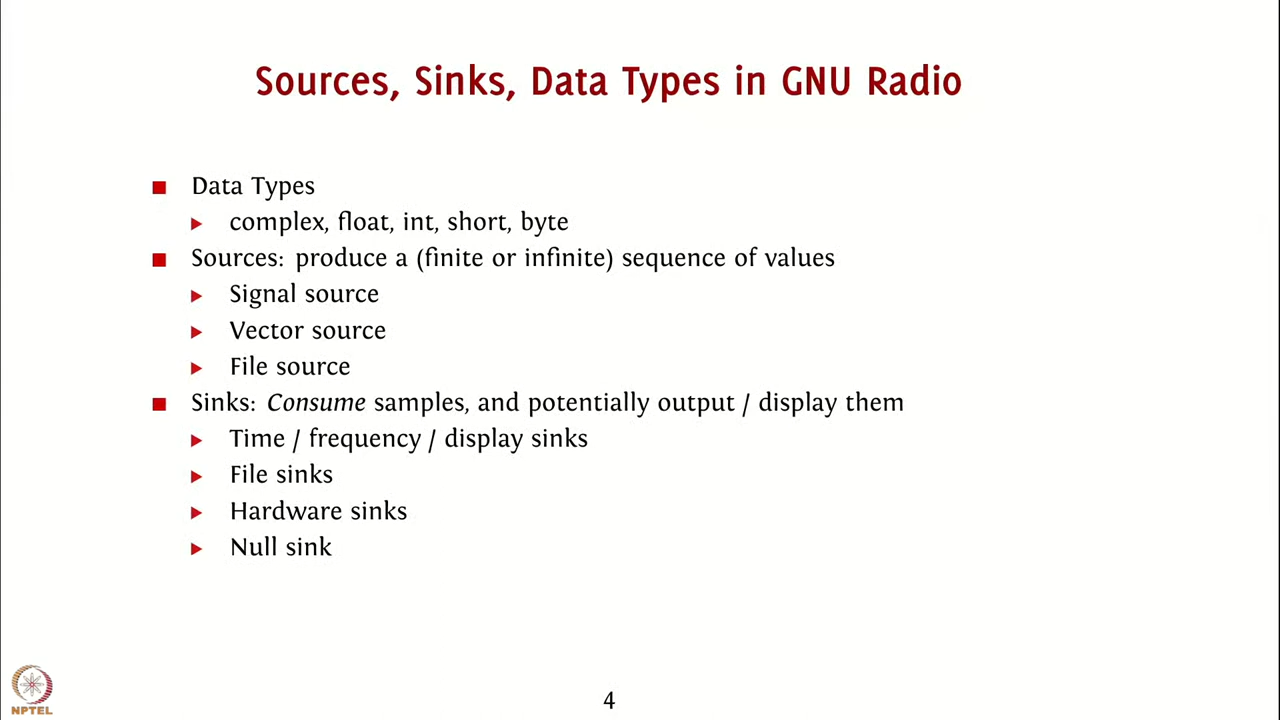 Sources, Sinks, Data Types in GNU Radio
Data Types
complex, float, int, short, byte
Sources: produce a (finite or infinite) sequence of values
Signal source
Vector source
File source
Sinks: Consume samples, and potentially output / display them
Time / frequency / display sinks
File sinks
Hardware sinks
Null sink
NPTEL
4